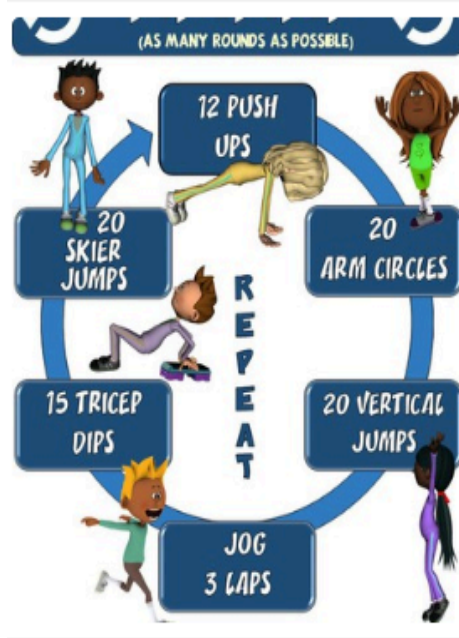 (AS MANY ROUNDS AS POSSIBLE)
12 PUSH
UPS
20
ARM CIRCLES
20 VERTICAL
JUMPS
JOG
3 LAPS
15 TRICEP
DIPS
20
SKIER
JUMPS
REPEAT